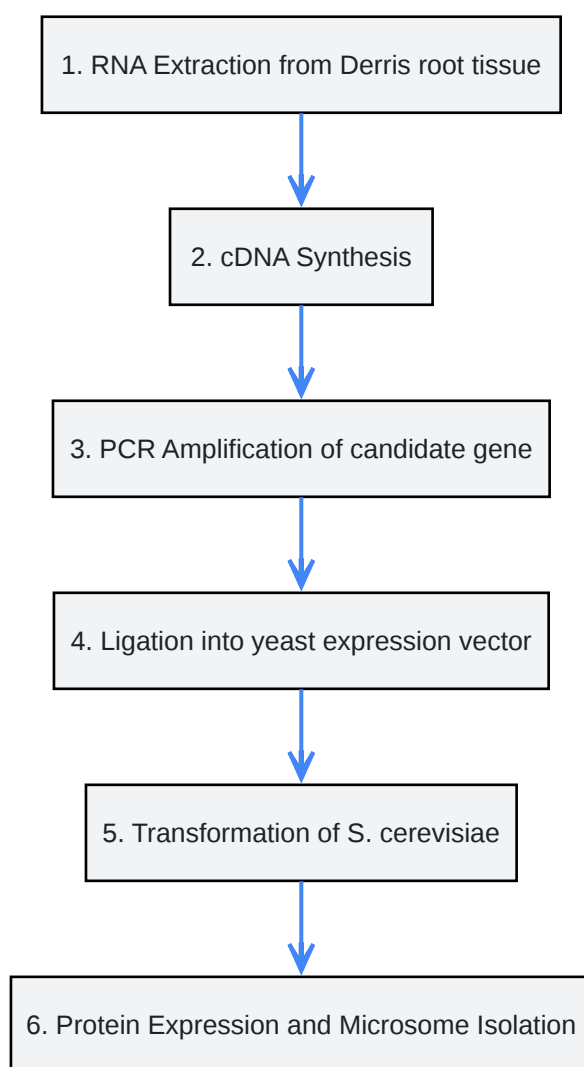 1. RNA Extraction from Derris root tissue
2. cDNA Synthesis
3. PCR Amplification of candidate gene
4. Ligation into yeast expression vector
5. Transformation of S. cerevisiae
6. Protein Expression and Microsome Isolation